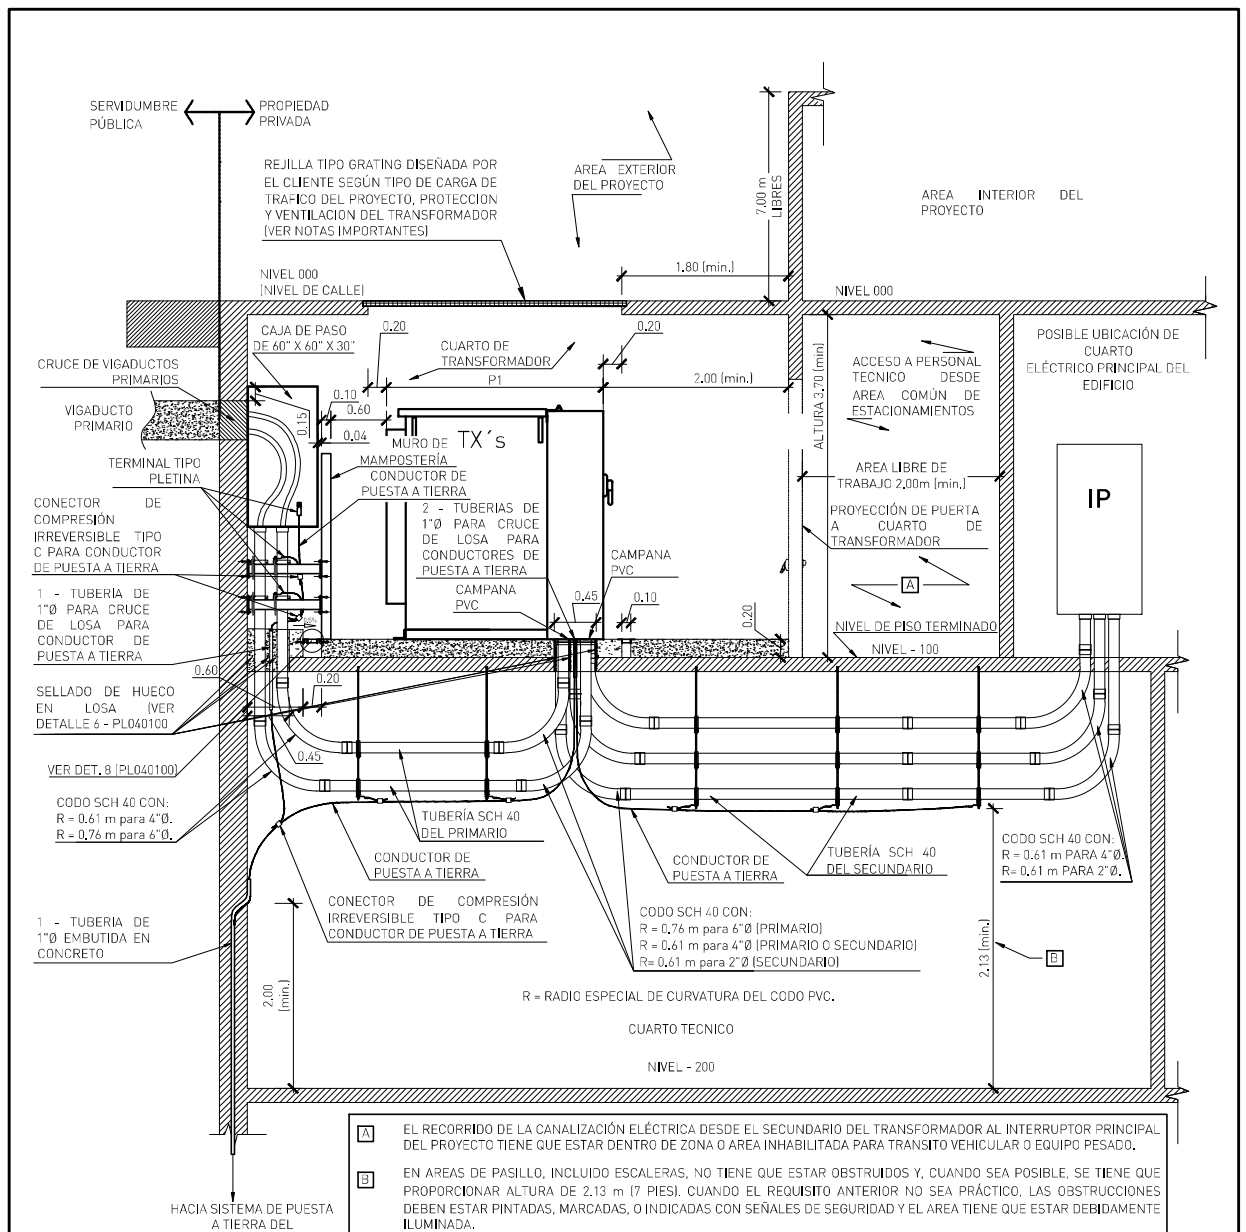 SERVIDUMBRE
PÚBLICA
PROPIEDAD
PRIVADA
REJILLA TIPO GRATING DISEÑADA POR
EL CLIENTE SEGÚN TIPO DE CARGA DE
TRAFICO DEL PROYECTO, PROTECCION
Y VENTILACION DEL TRANSFORMADOR
(VER NOTAS IMPORTANTES)
AREA EXTERIOR
DEL PROYECTO
7.00 m
LIBRES
AREA INTERIOR DEL
PROYECTO
1.80 (min.)
NIVEL 000
(NIVEL DE CALLE)
NIVEL 000
0.20
0.20
CAJA DE PASO
DE 60" X 60" X 30"
CUARTO DE
TRANSFORMADOR
P1
2.00 (min.)
ALTURA 3.70 (min)
ACCESO A PERSONAL
TECNICO DESDE
AREA COMÚN DE
ESTACIONAMIENTOS
POSIBLE UBICACIÓN DE
CUARTO
ELÉCTRICO PRINCIPAL DEL
EDIFICIO
CRUCE DE VIGADUCTOS
PRIMARIOS
VIGADUCTO
PRIMARIO
0.15
0.10
0.60
0.04
MURO DE
MAMPOSTERÍA
TX´s
TERMINAL TIPO
PLETINA
CONDUCTOR DE
PUESTA A TIERRA
AREA LIBRE DE
TRABAJO 2.00m (min.)
IP
CONECTOR DE
COMPRESIÓN
IRREVERSIBLE TIPO
C PARA CONDUCTOR
DE PUESTA A TIERRA
2 - TUBERIAS DE
1"Ø PARA CRUCE
DE LOSA PARA
CONDUCTORES DE
PUESTA A TIERRA
PROYECCIÓN DE PUERTA
A CUARTO DE
TRANSFORMADOR
CAMPANA
PVC
CAMPANA
PVC
A
0.45
0.10
0.20
1 - TUBERÍA DE
1"Ø PARA CRUCE
DE LOSA PARA
CONDUCTOR DE
PUESTA A TIERRA
NIVEL DE PISO TERMINADO
NIVEL - 100
0.60
0.20
SELLADO DE HUECO
EN LOSA (VER
DETALLE 6 - PL040100
0.45
VER DET. 8 (PL040100)
CODO SCH 40 CON:
R = 0.61 m para 4"Ø.
R = 0.76 m para 6"Ø.
TUBERÍA SCH 40
DEL PRIMARIO
CONDUCTOR DE
PUESTA A TIERRA
CONDUCTOR DE
PUESTA A TIERRA
TUBERÍA SCH 40
DEL SECUNDARIO
CODO SCH 40 CON:
R = 0.61 m PARA 4"Ø.
R= 0.61 m PARA 2"Ø.
CONECTOR DE COMPRESIÓN
IRREVERSIBLE TIPO C PARA
CONDUCTOR DE PUESTA A TIERRA
CODO SCH 40 CON:
R = 0.76 m para 6"Ø (PRIMARIO)
R = 0.61 m para 4"Ø (PRIMARIO O SECUNDARIO)
R= 0.61 m para 2"Ø (SECUNDARIO)
1 - TUBERIA DE
1"Ø EMBUTIDA EN
CONCRETO
2.00
(min.)
2.13 (min.)
B
R = RADIO ESPECIAL DE CURVATURA DEL CODO PVC.
CUARTO TECNICO
NIVEL - 200
A EL RECORRIDO DE LA CANALIZACIÓN ELÉCTRICA DESDE EL SECUNDARIO DEL TRANSFORMADOR AL INTERRUPTOR PRINCIPAL
DEL PROYECTO TIENE QUE ESTAR DENTRO DE ZONA O AREA INHABILITADA PARA TRANSITO VEHICULAR O EQUIPO PESADO.
B EN AREAS DE PASILLO, INCLUIDO ESCALERAS, NO TIENE QUE ESTAR OBSTRUIDOS Y, CUANDO SEA POSIBLE, SE TIENE QUE
PROPORCIONAR ALTURA DE 2.13 m (7 PIES). CUANDO EL REQUISITO ANTERIOR NO SEA PRÁCTICO, LAS OBSTRUCCIONES
DEBEN ESTAR PINTADAS, MARCADAS, O INDICADAS CON SEÑALES DE SEGURIDAD Y EL AREA TIENE QUE ESTAR DEBIDAMENTE
ILUMINADA.
HACIA SISTEMA DE PUESTA
A TIERRA DEL